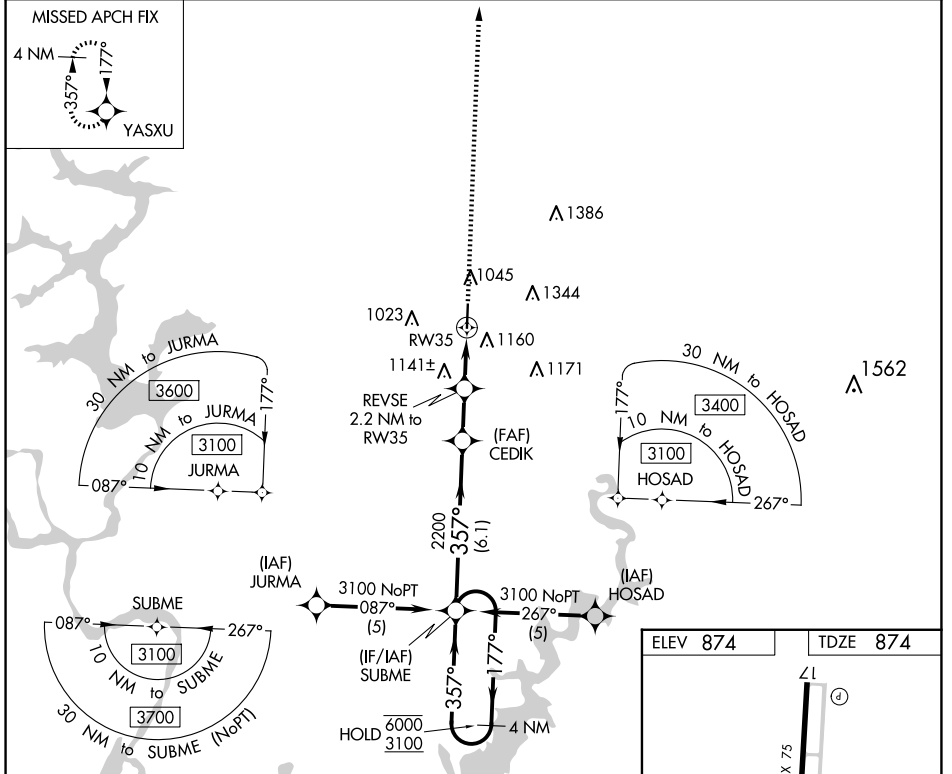 MISSED APCH FIX
4 NM
177°
357°
YASXU
1386
1045
1344
1023
RW35
1160
1141±
1171
1562
REVSE
2.2 NM to
RW35
(FAF)
CEDIK
30 NM to JURMA
3600
177°
10 NM to JURMA
3100
JURMA
087°
30 NM to HOSAD
3400
177°
10 NM to HOSAD
3100
HOSAD
267°
2200
357°
(6.1)
(IAF)
JURMA
3100 NoPT
087°
(5)
3100 NoPT
267°
(5)
(IAF)
HOSAD
(IF/IAF)
SUBME
357°
177°
HOLD 6000
3100
4 NM
SUBME
087°
267°
3100
10 NM to SUBME
3700
30 NM to SUBME (NoPT)
ELEV 874
TDZE 874
17
P
X 75